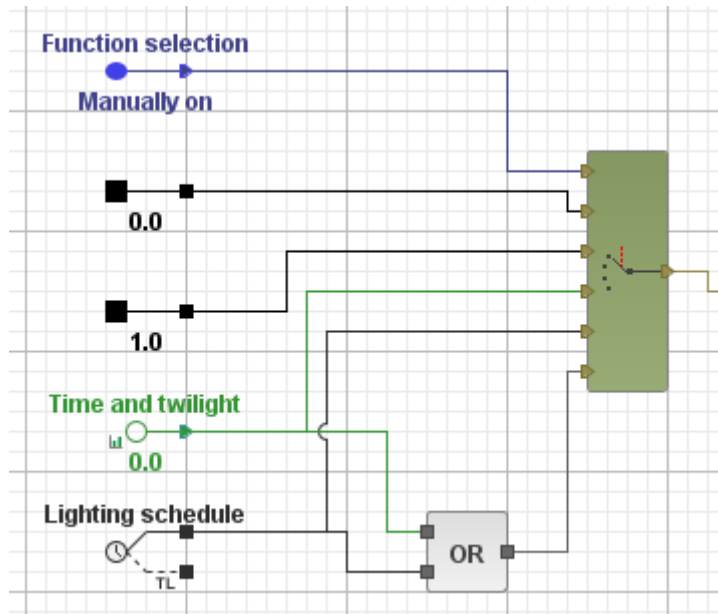 Function selection
Manually on
0.0
1.0
Time and twilight
0.0
Lighting schedule
TL
OR